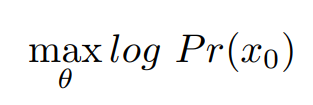 max log Pr(x₀)
θ